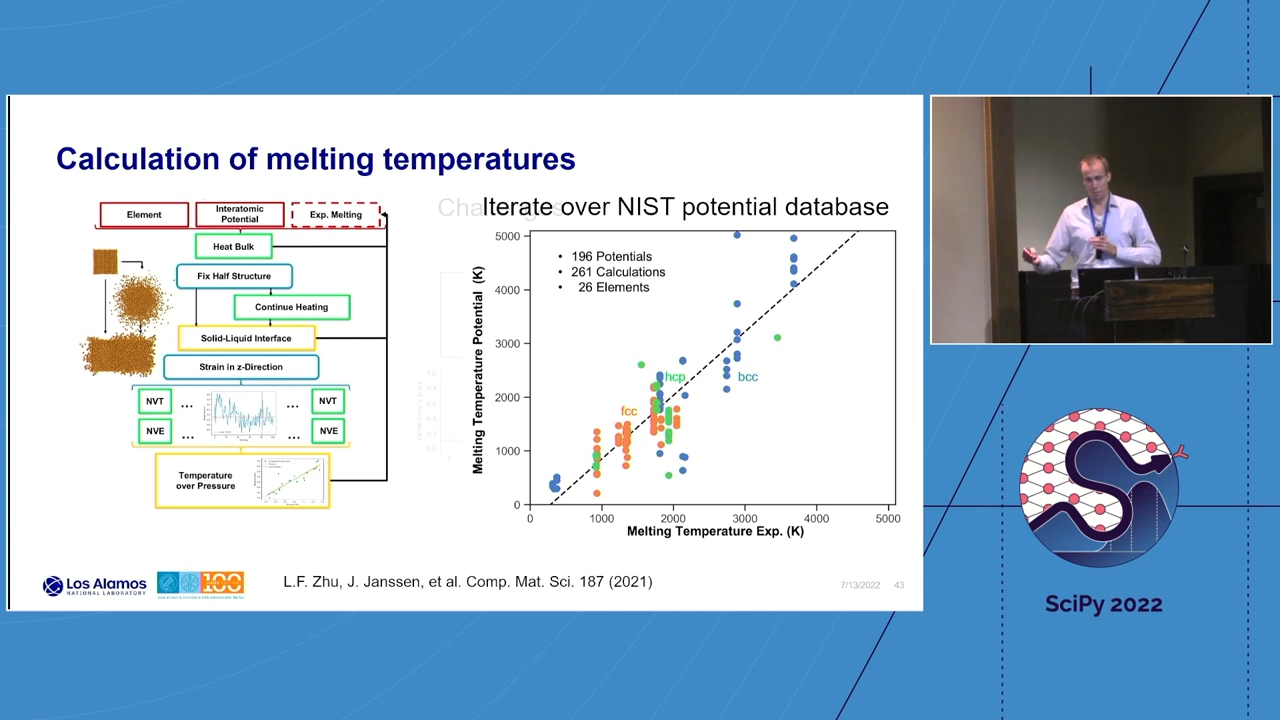 Calculation of melting temperatures
Element
Interatomic
Potential
Exp. Melting
Heat Bulk
Fix Half Structure
Continue Heating
Solid-Liquid Interface
Strain in z-Direction
NVT
...
...
NVT
NVE
...
...
NVE
Temperature
over Pressure
Challenges
Iterate over NIST potential database
• 196 Potentials
• 261 Calculations
• 26 Elements
Melting Temperature Potential (K)
5000
4000
3000
2000
1000
0
hcp
bcc
fcc
0 1000 2000 3000 4000 5000
Melting Temperature Exp. (K)
Los Alamos
NATIONAL LABORATORY
100
L.F. Zhu, J. Janssen, et al. Comp. Mat. Sci. 187 (2021)
7/13/2022 43
SciPy 2022